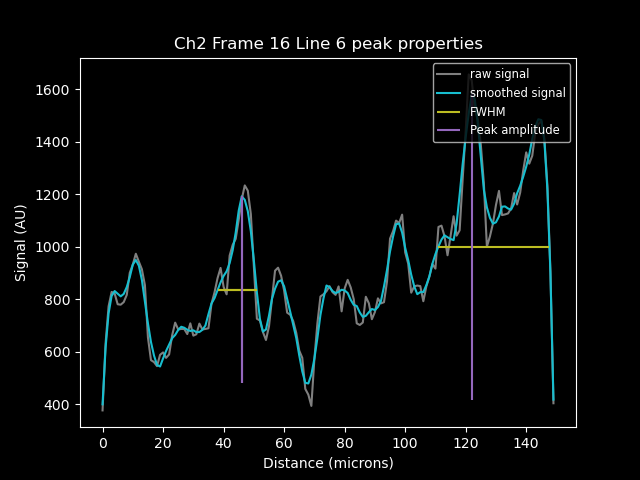 Ch2 Frame 16 Line 6 peak properties
raw signal
smoothed signal
FWHM
Peak amplitude
Signal (AU)
1600
1400
1200
1000
800
600
400
0 20 40 60 80 100 120 140
Distance (microns)